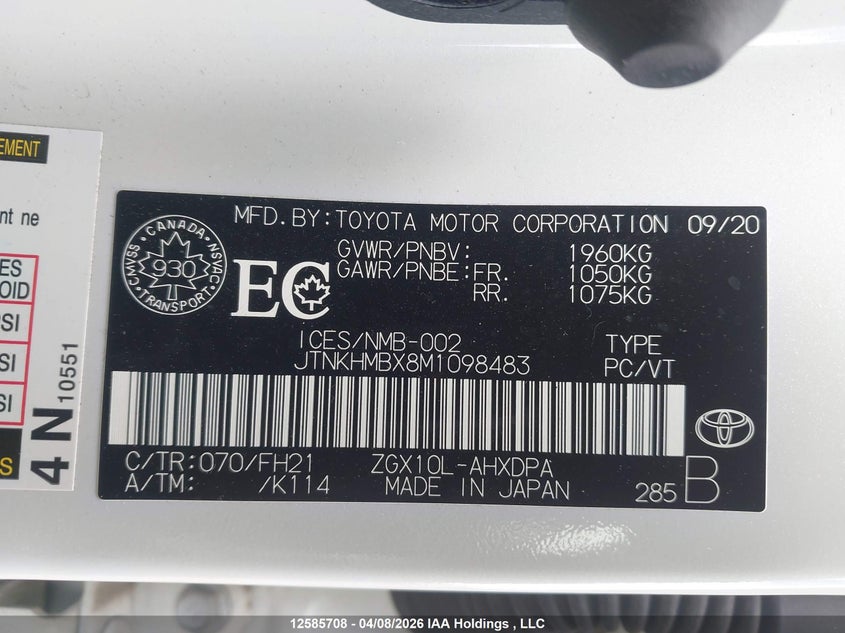 EMENT
nt ne
ES
OID
PSI
SI
SI
S
4 N 10551
MFD.BY:TOYOTA MOTOR CORPORATION 09/20
CMVSS · CANADA · NSVAC
930
TRANSPORT
EC
GVWR/PNBV: 1960KG
GAWR/PNBE:FR. 1050KG
RR. 1075KG
ICES/NMB-002 TYPE
JTNKHMBX8M1098483 PC/VT
C/TR:070/FH21 ZGX10L-AHXDPA
A/TM: /K114 MADE IN JAPAN 285 B
12585708 - 04/08/2026 IAA Holdings , LLC